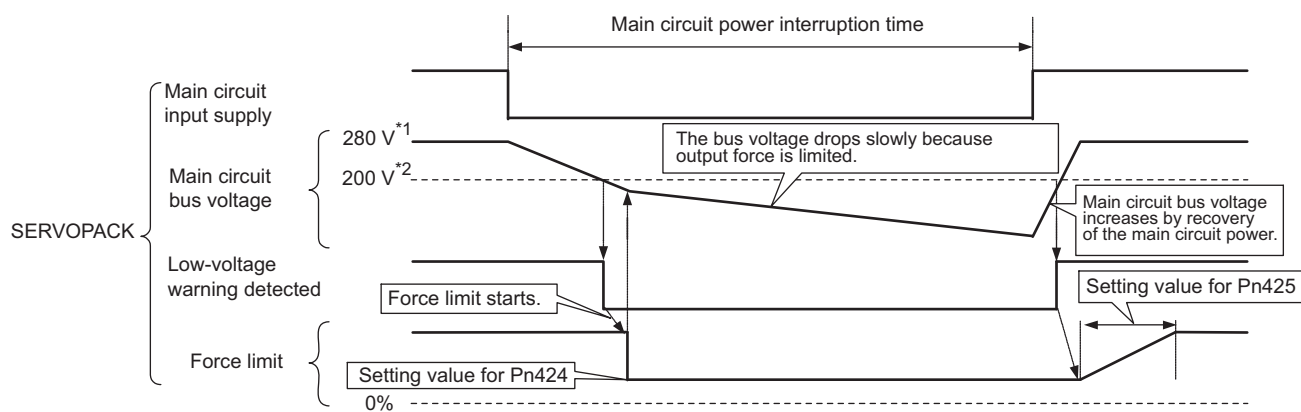 Main circuit power interruption time
Main circuit
input supply
280 V*1
The bus voltage drops slowly because
output force is limited.
200 V*2
Main circuit
bus voltage
Main circuit bus voltage
increases by recovery
of the main circuit power.
SERVOPACK
Low-voltage
warning detected
Force limit starts.
Setting value for Pn425
Force limit
Setting value for Pn424
0%